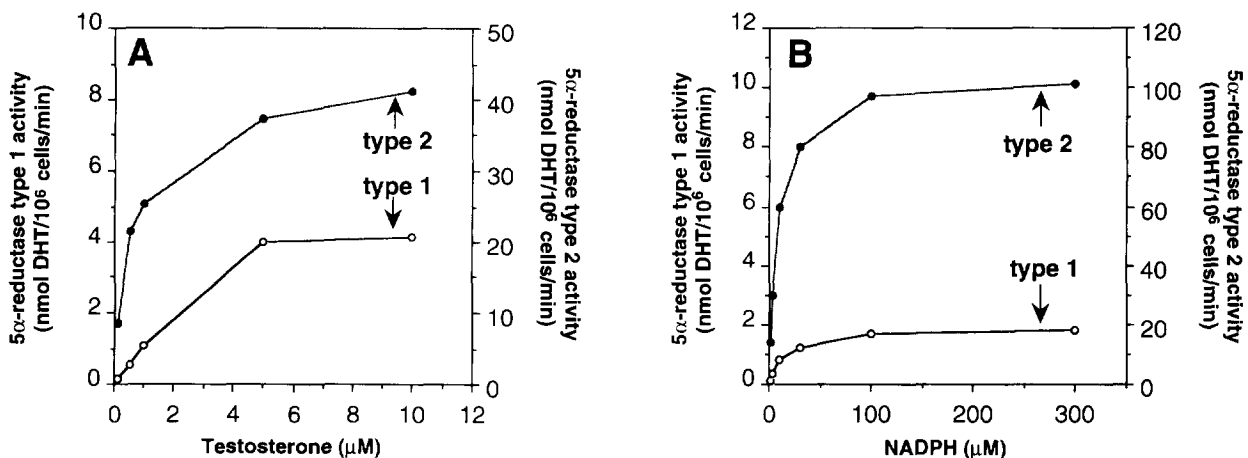 A
10
8
6
4
2
0
5α-reductase type 1 activity
(nmol DHT/10⁶ cells/min)
50
40
30
20
10
0
5α-reductase type 2 activity
(nmol DHT/10⁶ cells/min)
type 2
type 1
0 2 4 6 8 10 12
Testosterone (μM)
B
12
10
8
6
4
2
0
5α-reductase type 1 activity
(nmol DHT/10⁶ cells/min)
120
100
80
60
40
20
0
5α-reductase type 2 activity
(nmol DHT/10⁶ cells/min)
type 2
type 1
0 100 200 300
NADPH (μM)